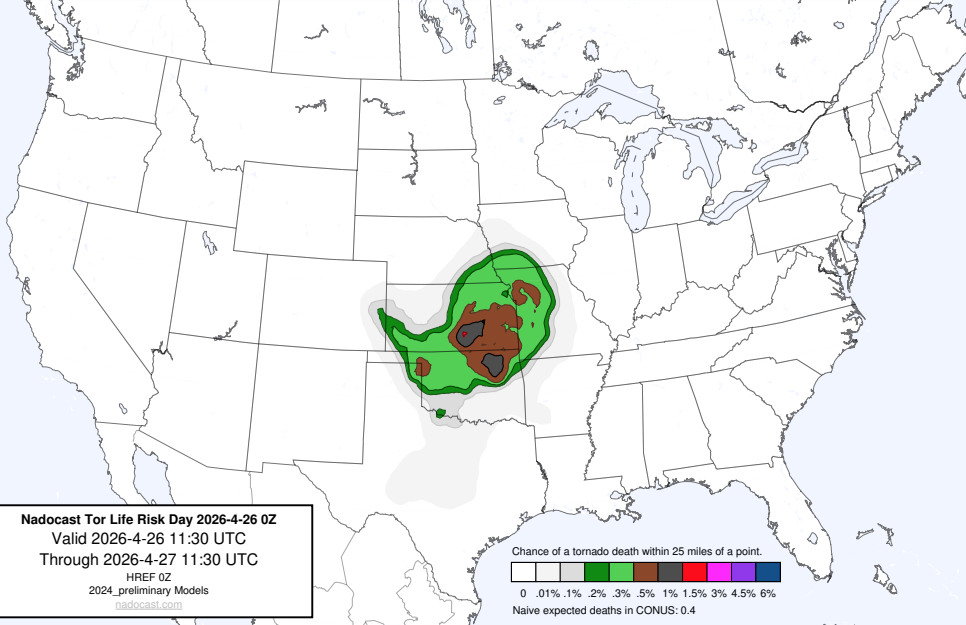 Nadocast Tor Life Risk Day 2026-4-26 0Z
Valid 2026-4-26 11:30 UTC
Through 2026-4-27 11:30 UTC
HREF 0Z
2024_preliminary Models
nadocast.com
Chance of a tornado death within 25 miles of a point.
0 .01% .1% .2% .3% .5% 1% 1.5% 3% 4.5% 6%
Naive expected deaths in CONUS: 0.4